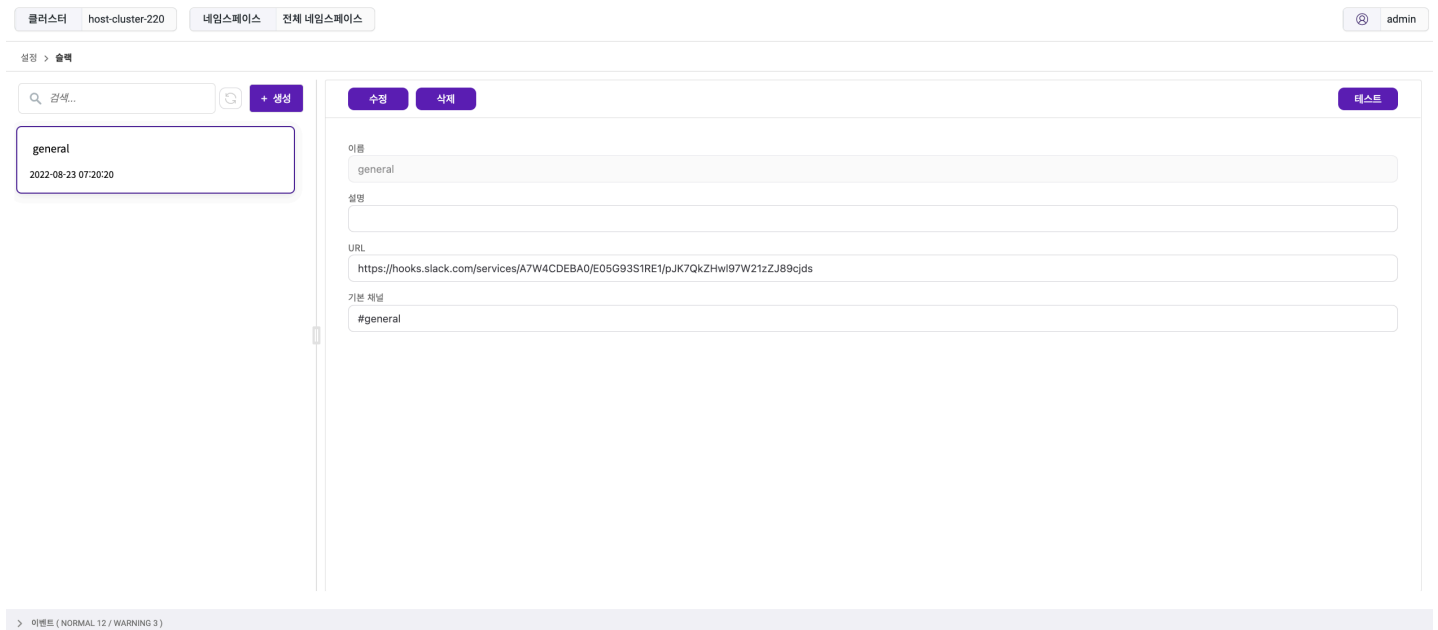 클러스터 host-cluster-220 네임스페이스 전체 네임스페이스 admin
설정 > 슬랙
검색... + 생성 수정 삭제 테스트
general
2022-08-23 07:20:20
이름
general
설명
URL
https://hooks.slack.com/services/A7W4CDEBA0/E05G93S1RE1/pJK7QkZHwl97W21zZJ89cjds
기본 채널
#general
> 이벤트 ( NORMAL 12 / WARNING 3 )